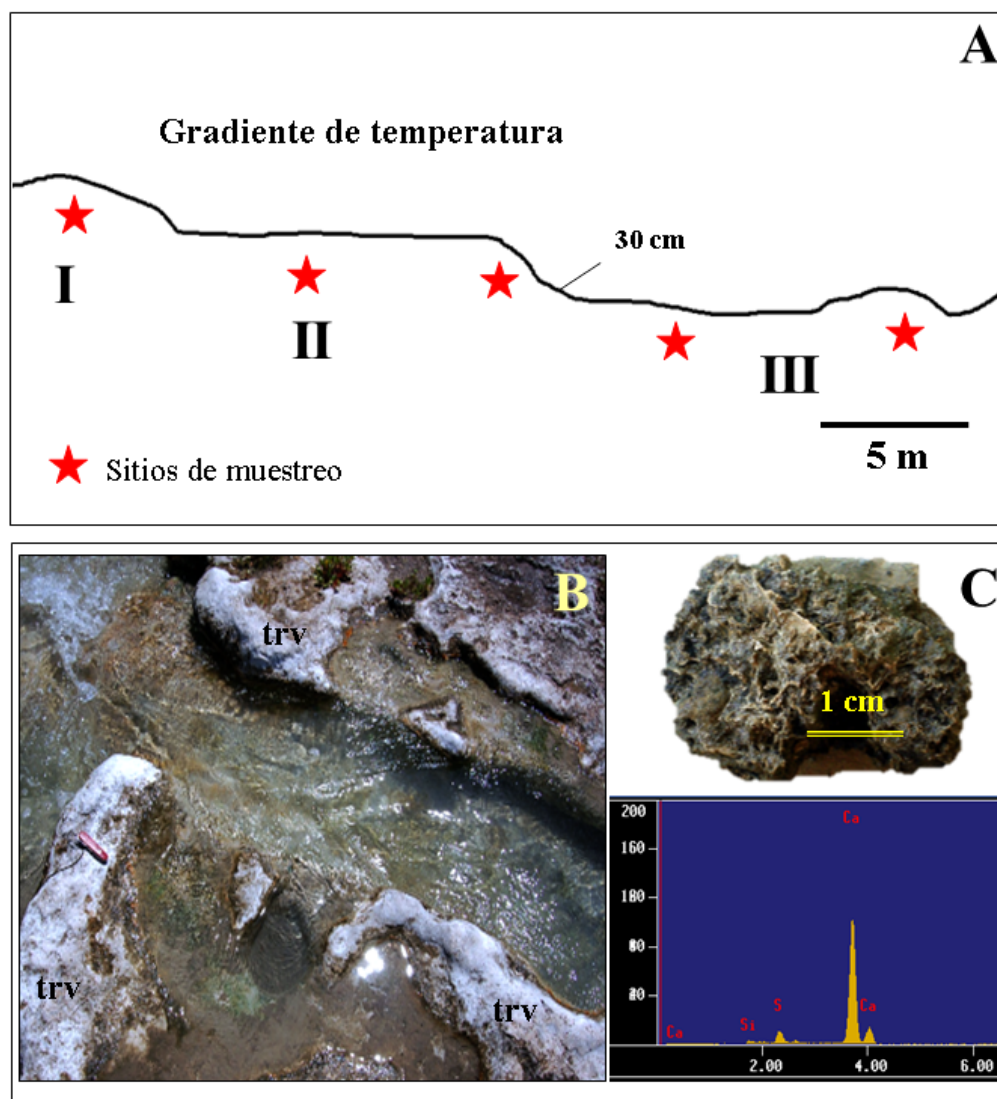 A
Gradiente de temperatura
30 cm
I
II
III
5 m
Sitios de muestreo
B
trv
trv
trv
C
1 cm
200
Ca
160
S
Ca
Si
Ca
2.00 4.00 6.00